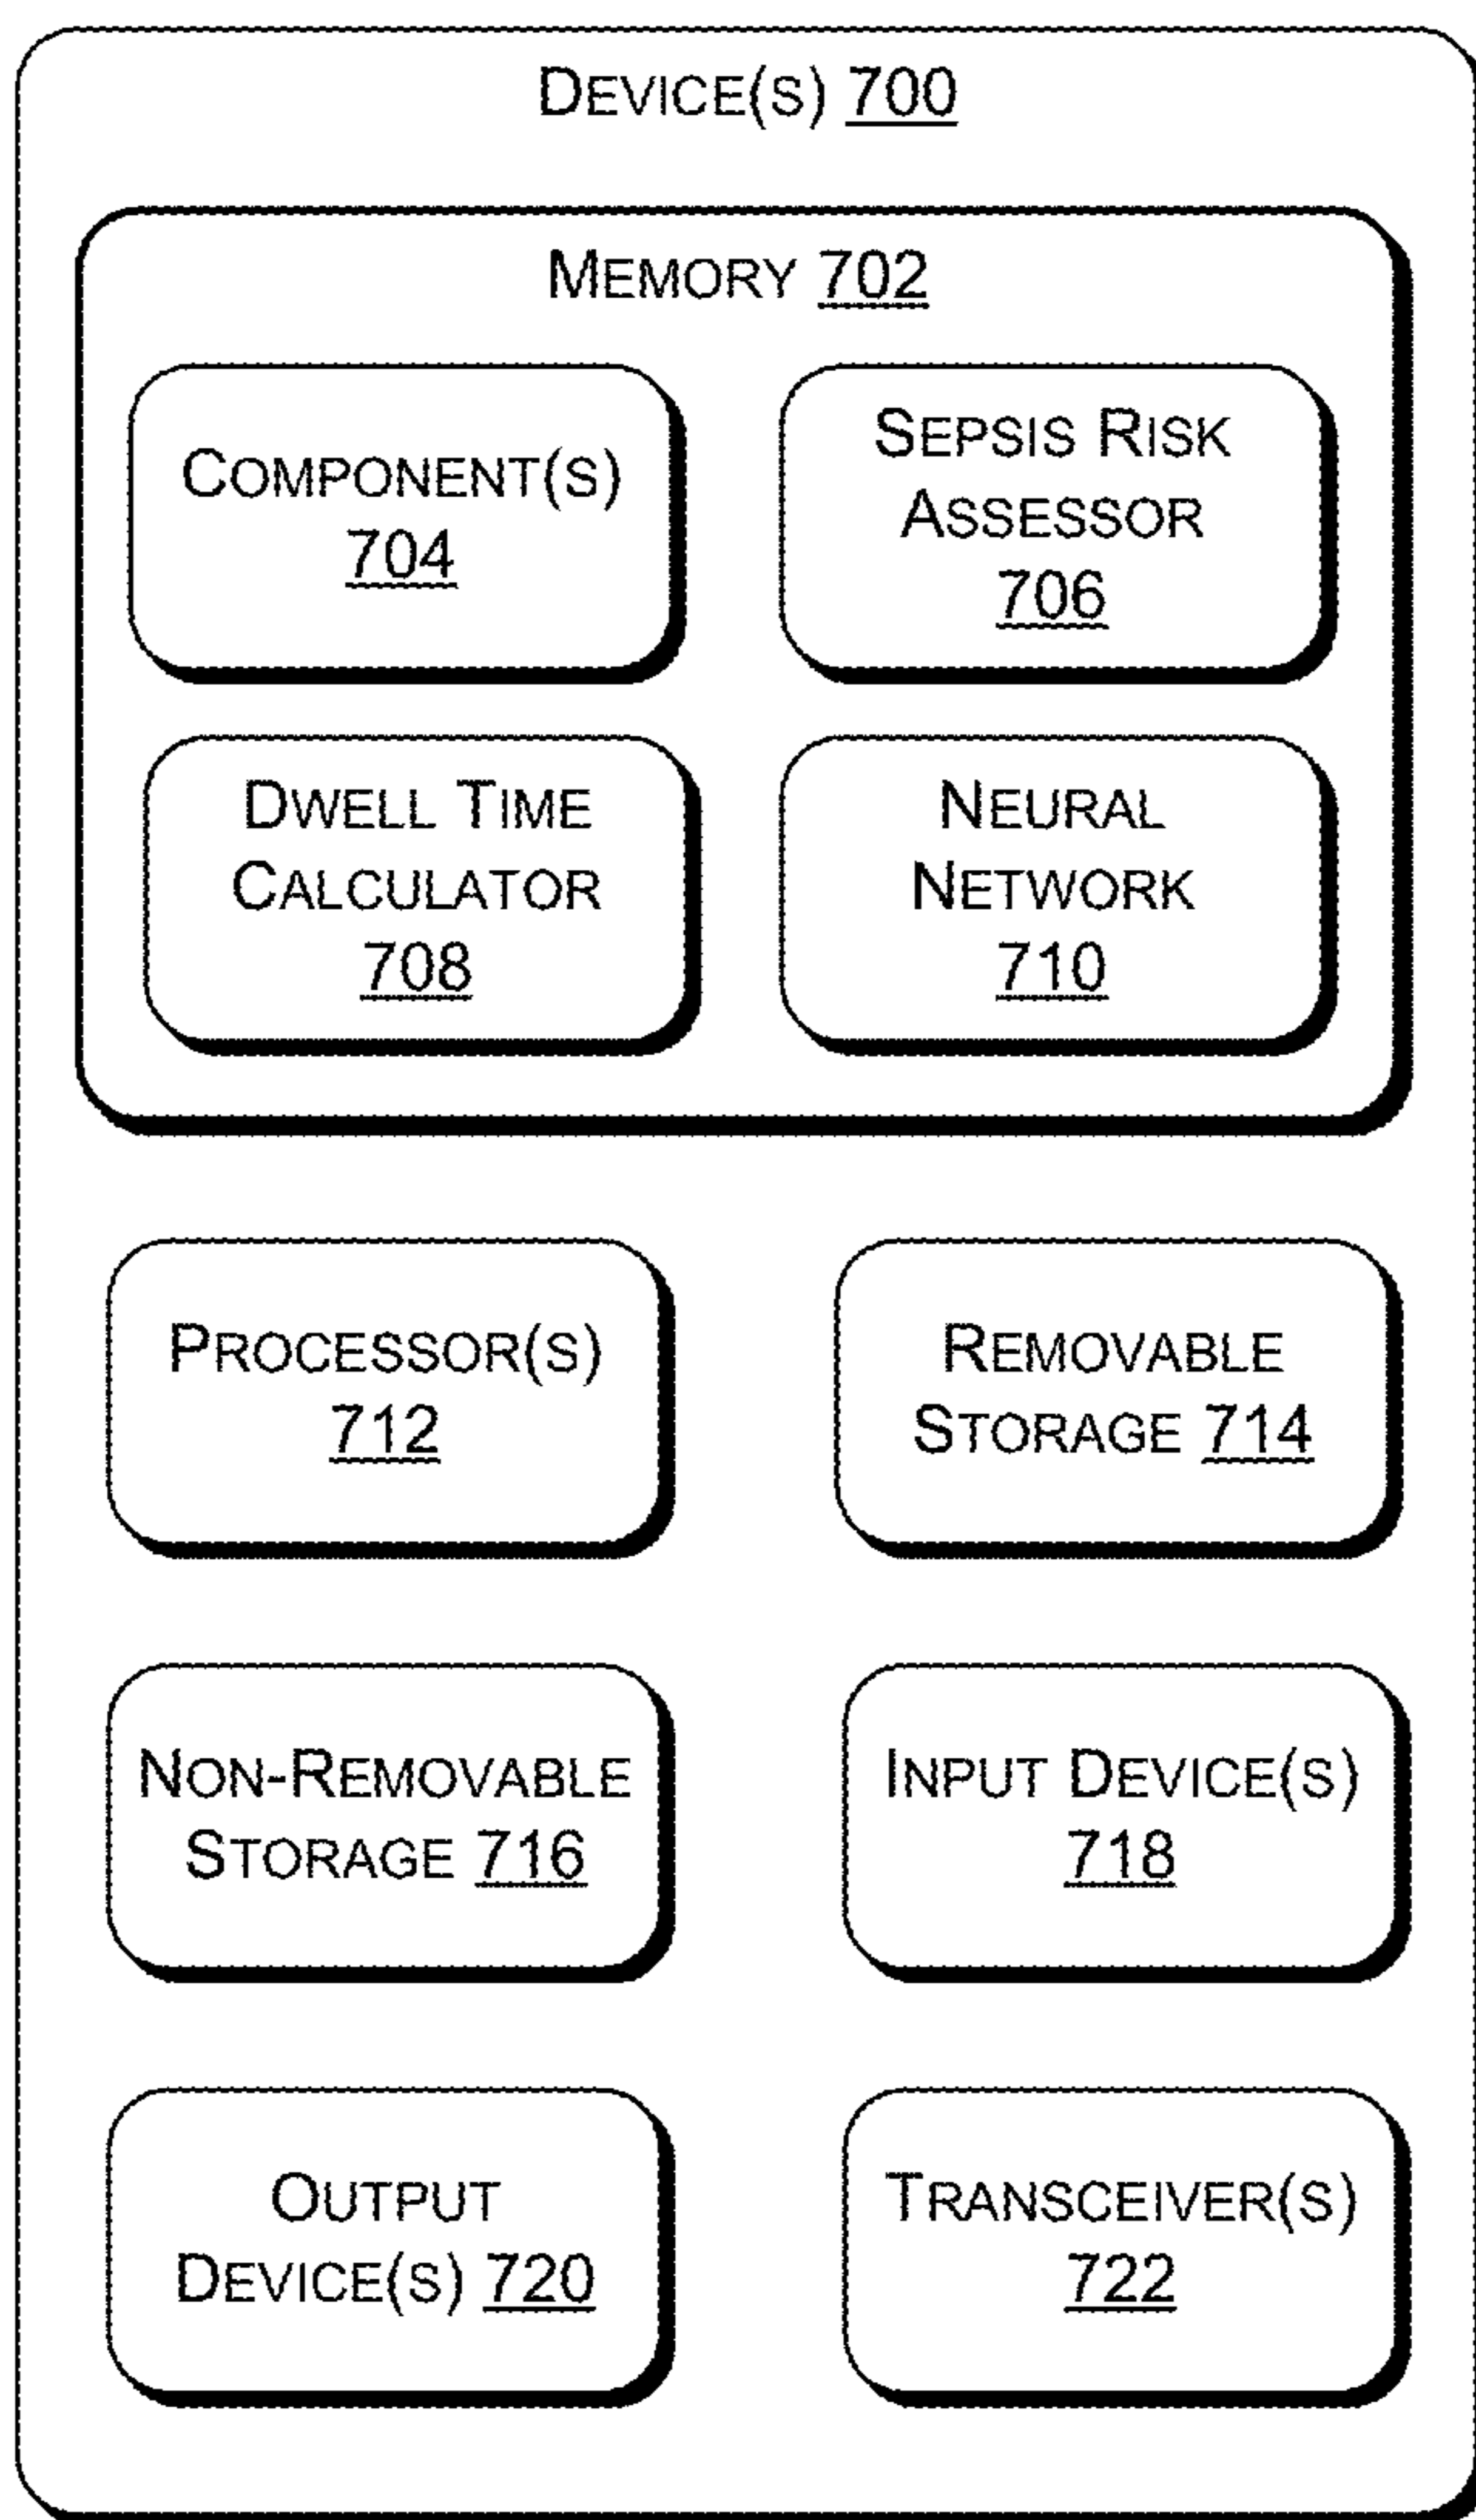 DEVICE(S) 700
MEMORY 702
COMPONENT(S)
704
SEPSIS RISK
ASSESSOR
706
DWELL TIME
CALCULATOR
708
NEURAL
NETWORK
710
PROCESSOR(S)
712
REMOVABLE
STORAGE 714
NON-REMOVABLE
STORAGE 716
INPUT DEVICE(S)
718
OUTPUT
DEVICE(S) 720
TRANSCEIVER(S)
722